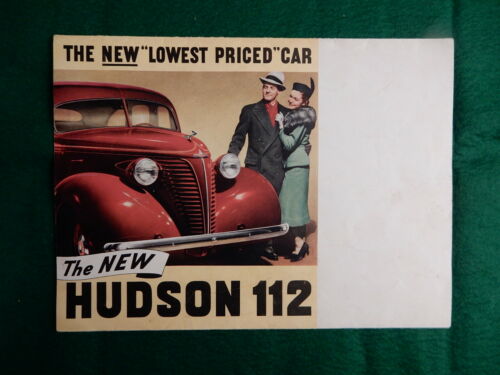 THE NEW "LOWEST PRICED" CAR
The NEW
HUDSON 112